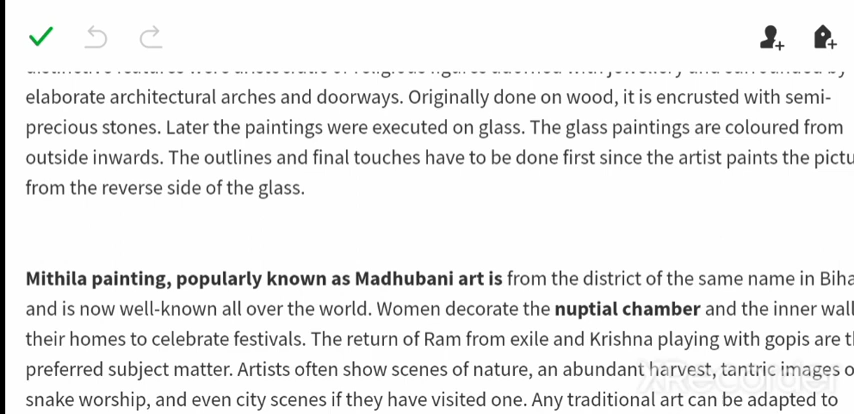 elaborate architectural arches and doorways. Originally done on wood, it is encrusted with semi-
precious stones. Later the paintings were executed on glass. The glass paintings are coloured from
outside inwards. The outlines and final touches have to be done first since the artist paints the pictu
from the reverse side of the glass.
Mithila painting, popularly known as Madhubani art is from the district of the same name in Biha
and is now well-known all over the world. Women decorate the nuptial chamber and the inner wall
their homes to celebrate festivals. The return of Ram from exile and Krishna playing with gopis are t
preferred subject matter. Artists often show scenes of nature, an abundant harvest, tantric images o
snake worship, and even city scenes if they have visited one. Any traditional art can be adapted to
XRecorder